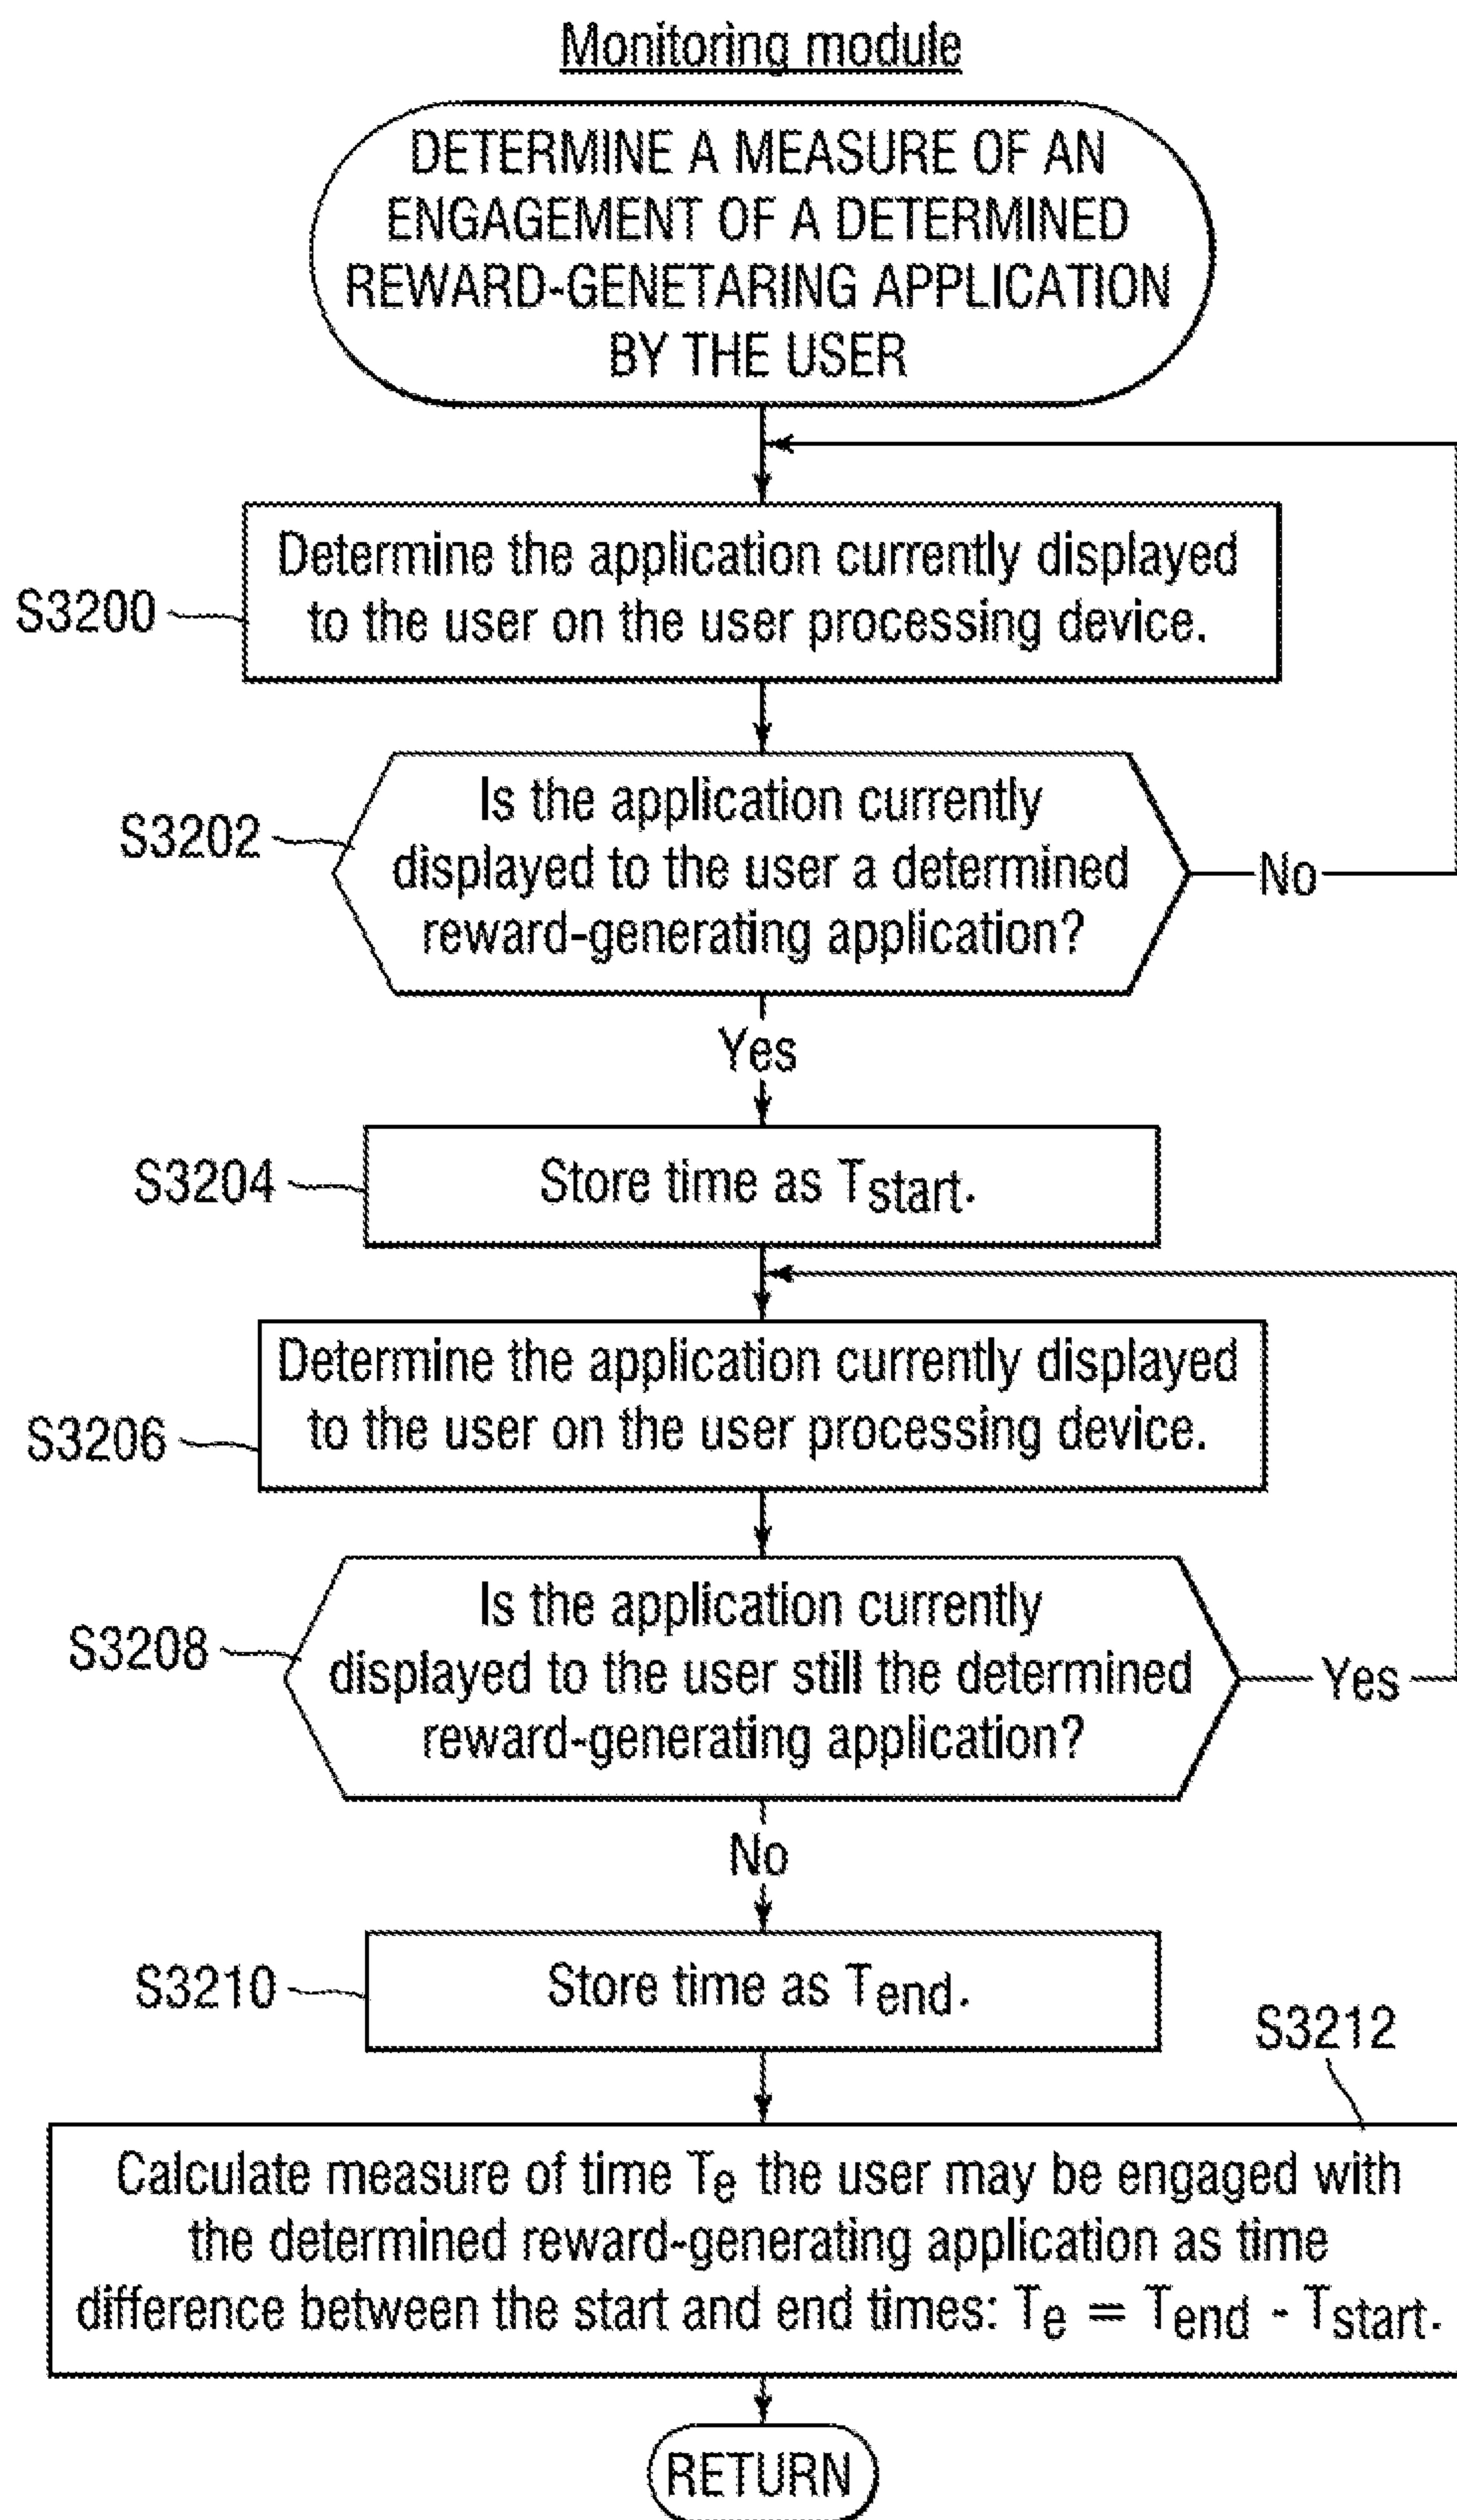 Monitoring module
DETERMINE A MEASURE OF AN
ENGAGEMENT OF A DETERMINED
REWARD-GENETARING APPLICATION
BY THE USER
Determine the application currently displayed
to the user on the user processing device.
S3200
Is the application currently
displayed to the user a determined
reward-generating application?
S3202
No
Yes
S3204
Store time as Tstart.
Determine the application currently displayed
to the user on the user processing device.
S3206
Is the application currently
displayed to the user still the determined
reward-generating application?
S3208
Yes
No
S3210
Store time as Tend.
S3212
Calculate measure of time Te the user may be engaged with
the determined reward-generating application as time
difference between the start and end times: Te = Tend - Tstart.
RETURN